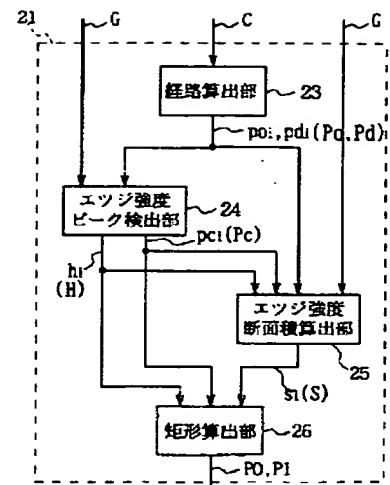 21
G
C
G
経路算出部
23
poi,pdi(Po,Pd)
エッジ強度
ピーク検出部
24
pci(Pc)
hi
(H)
エッジ強度
断面積算出部
25
si(S)
矩形算出部
26
P0,P1